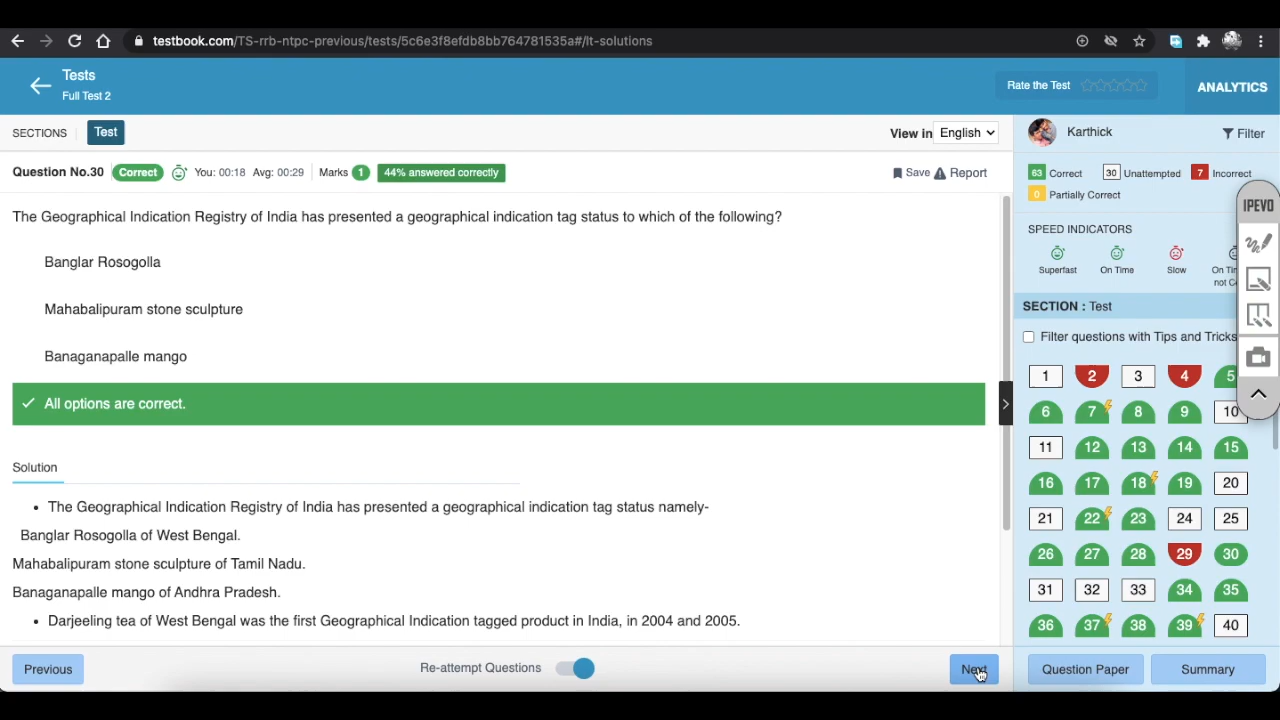 testbook.com/TS-rrb-ntpc-previous/tests/5c6e3f8efdb8bb764781535a#/lt-solutions
Tests
Full Test 2
Rate the Test
ANALYTICS
SECTIONS Test
View in English
Karthick
Filter
Question No.30 Correct You: 00:18 Avg: 00:29 Marks 1 44% answered correctly
Save Report
63 Correct 30 Unattempted 7 Incorrect
0 Partially Correct
IPEVO
The Geographical Indication Registry of India has presented a geographical indication tag status to which of the following?
SPEED INDICATORS
Banglar Rosogolla
Superfast On Time Slow On
not
Mahabalipuram stone sculpture
SECTION : Test
Filter questions with Tips and Tricks
Banaganapalle mango
1 2 3 4 5
All options are correct.
6 7 8 9 10
11 12 13 14 15
Solution
16 17 18 19 20
The Geographical Indication Registry of India has presented a geographical indication tag status namely-
21 22 23 24 25
Banglar Rosogolla of West Bengal.
26 27 28 29 30
Mahabalipuram stone sculpture of Tamil Nadu.
Banaganapalle mango of Andhra Pradesh.
31 32 33 34 35
Darjeeling tea of West Bengal was the first Geographical Indication tagged product in India, in 2004 and 2005.
36 37 38 39 40
Previous
Re-attempt Questions
Next
Question Paper
Summary